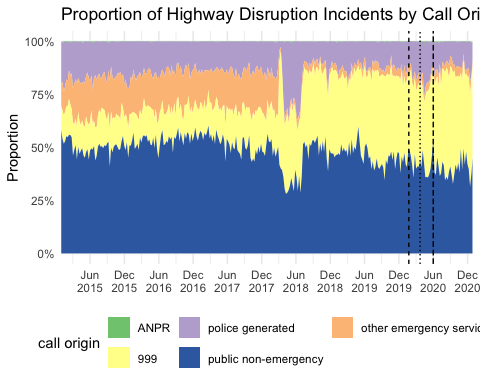 Proportion of Highway Disruption Incidents by Call Ori
100%
75%
50%
25%
0%
Proportion
Jun Dec Jun Dec Jun Dec Jun Dec Jun Dec Jun Dec
2015 2015 2016 2016 2017 2017 2018 2018 2019 2019 2020 2020
call origin
ANPR police generated other emergency servic
999 public non-emergency